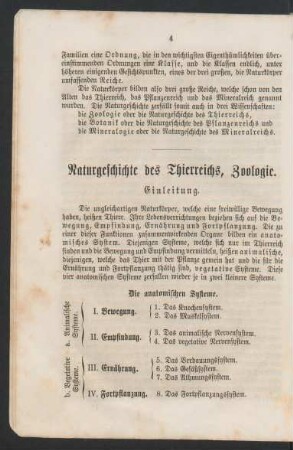 4
Familien eine Ordnung, die in den wichtigsten Eigenthümlichkeiten über-
einstimmenden Ordnungen eine Klasse, und die Klassen endlich, unter
höheren einigenden Gesichtspunkten, eines der drei großen, die Naturkörper
umfassenden Reiche.
Die Naturkörper bilden also drei große Reiche, welche schon von den
Alten das Thierreich, das Pflanzenreich und das Mineralreich genannt
wurden. Die Naturgeschichte zerfällt somit auch in drei Wissenschaften:
die Zoologie oder die Naturgeschichte des Thierreichs,
die Botanik oder die Naturgeschichte des Pflanzenreichs und
die Mineralogie oder die Naturgeschichte des Mineralreichs.
Naturgeschichte des Thierreichs, Zoologie.
Einleitung.
Die ungleichartigen Naturkörper, welche eine freiwillige Bewegung
haben, heißen Thiere. Ihre Lebensverrichtungen beziehen sich auf die Be-
wegung, Empfindung, Ernährung und Fortpflanzung. Die zu
einer dieser Funktionen zusammenwirkenden Organe bilden ein anatomi-
sches System. Diejenigen Systeme, welche sich nur im Thierreich
finden und die Bewegung und Empfindung vermitteln, heißen animalische,
diejenigen, welche das Thierreich mit der Pflanze gemein hat und die für die
Ernährung und Fortpflanzung thätig sind, vegetative Systeme. Die-
se hier vier anatomischen Systeme zerfallen wieder je in zwei kleinere Systeme.
Die anatomischen Systeme.
a. Animalische Systeme.
I. Bewegung.
1. Das Knochensystem.
2. Das Muskelsystem.
II. Empfindung.
3. Das animalische Nervensystem.
4. Das vegetative Nervensystem.
b. Vegetative Systeme.
III. Ernährung.
5. Das Verdauungssystem.
6. Das Gefäßsystem.
7. Das Athmungssystem.
IV. Fortpflanzung.
8. Das Fortpflanzungssystem.